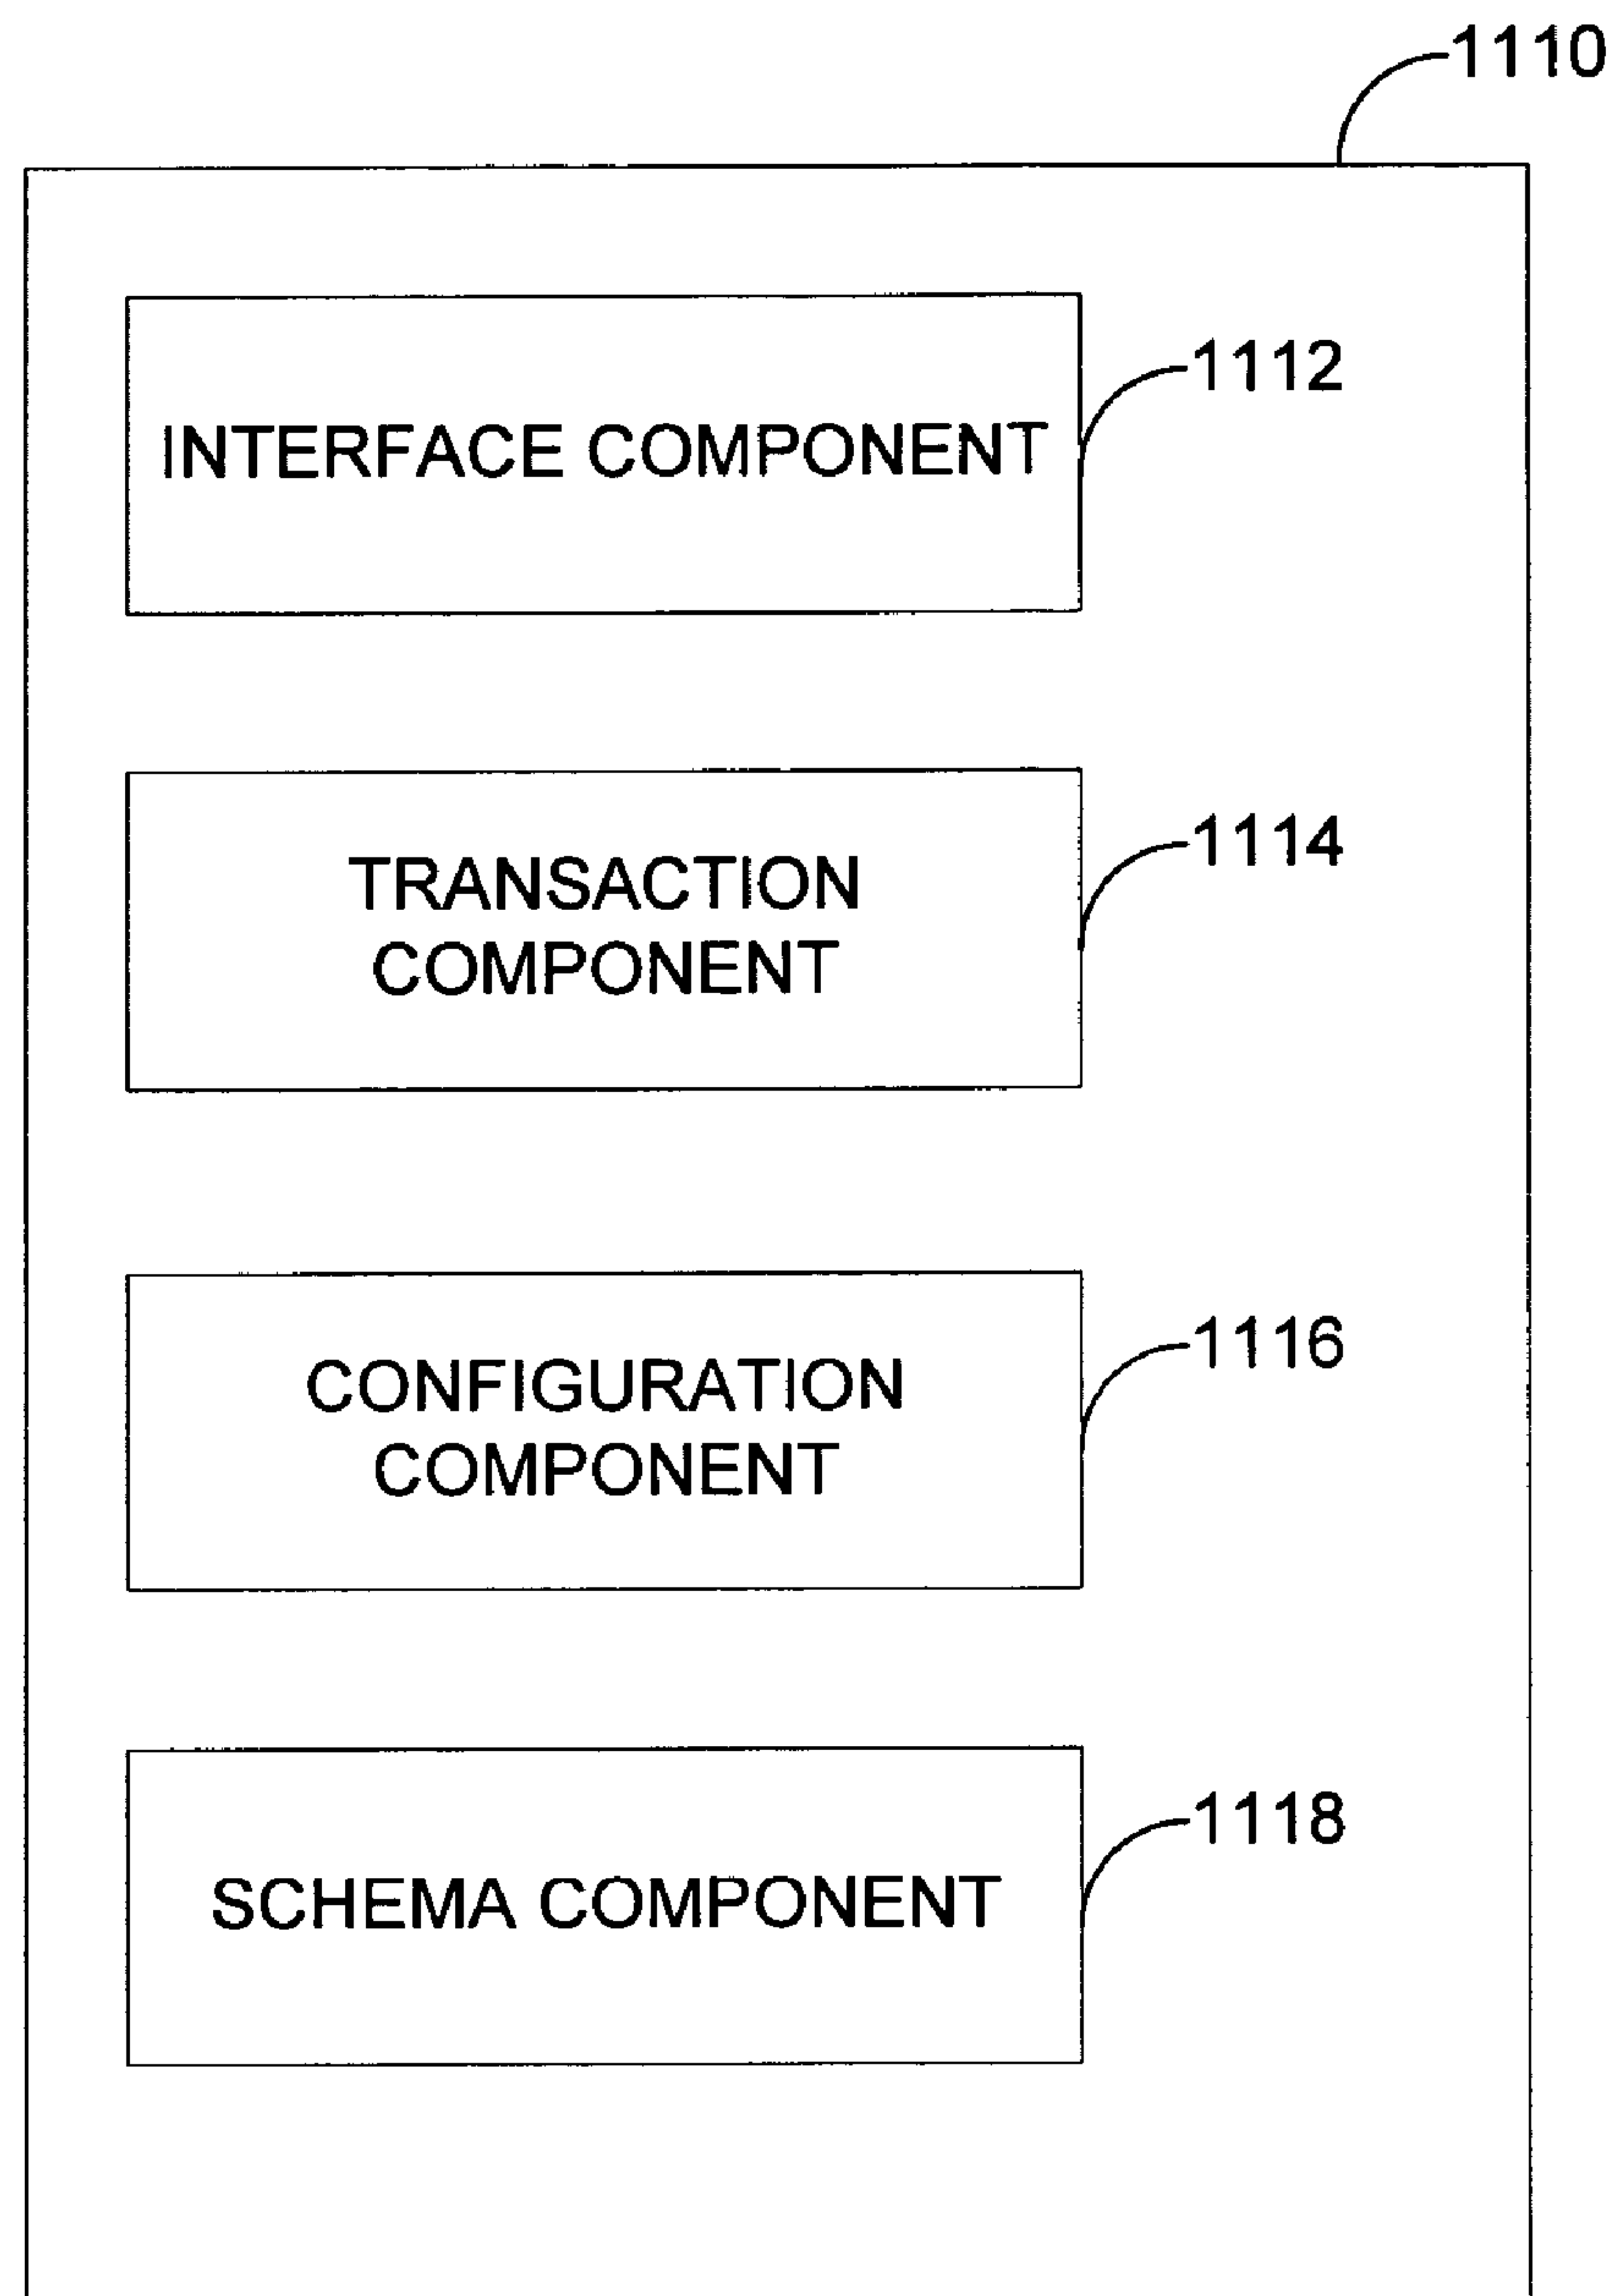 1110
INTERFACE COMPONENT
1112
TRANSACTION
COMPONENT
1114
CONFIGURATION
COMPONENT
1116
SCHEMA COMPONENT
1118